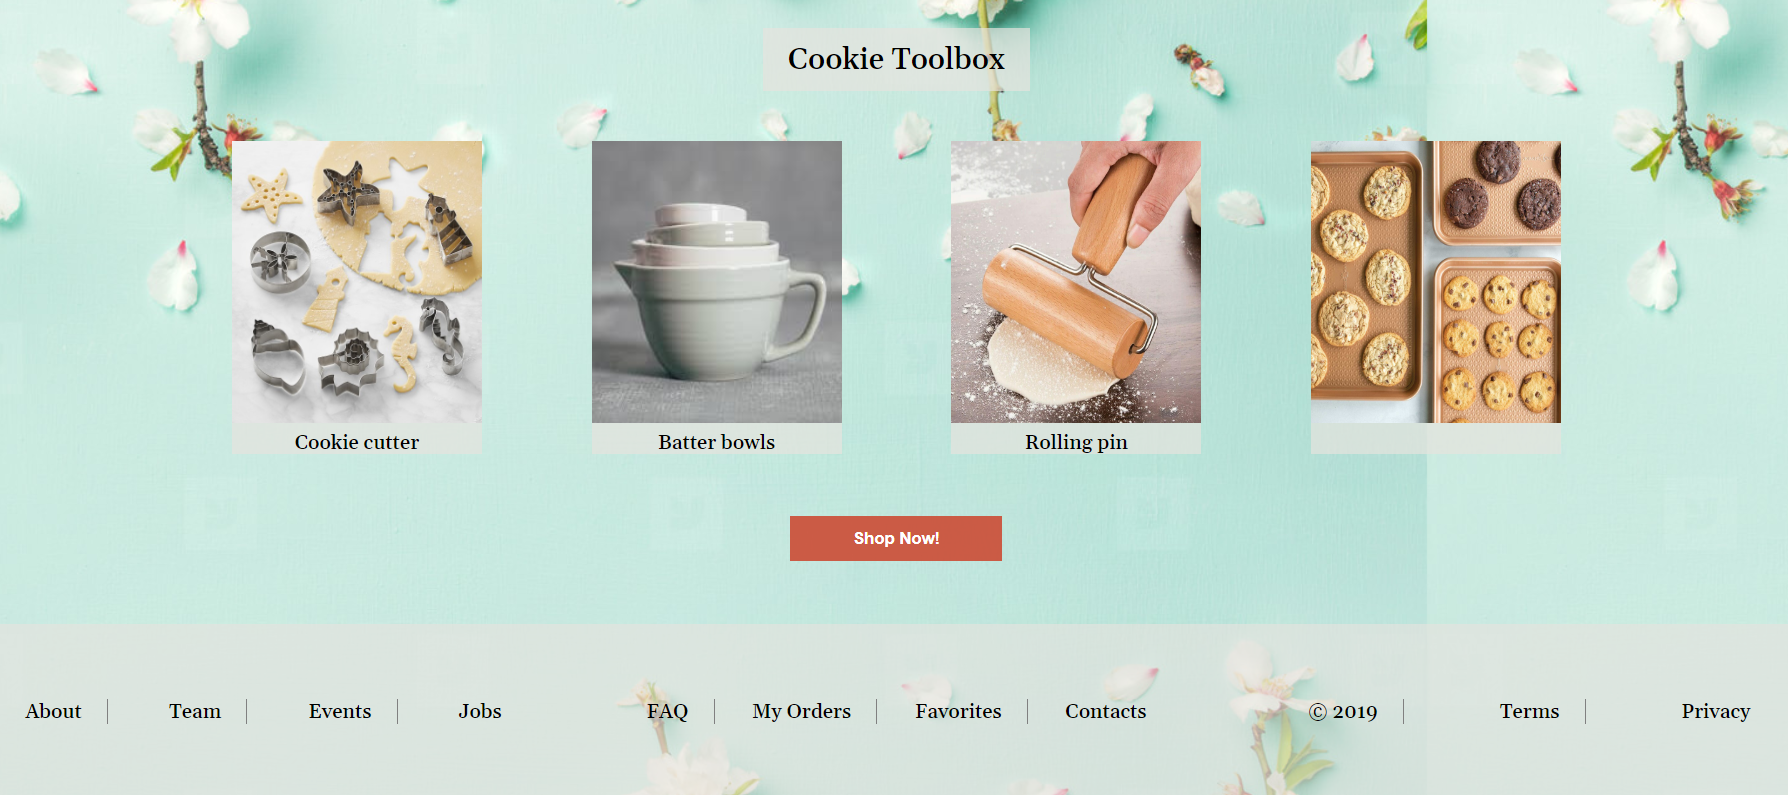 Cookie Toolbox
Cookie cutter
Batter bowls
Rolling pin
Shop Now!
About
Team
Events
Jobs
FAQ
My Orders
Favorites
Contacts
© 2019
Terms
Privacy